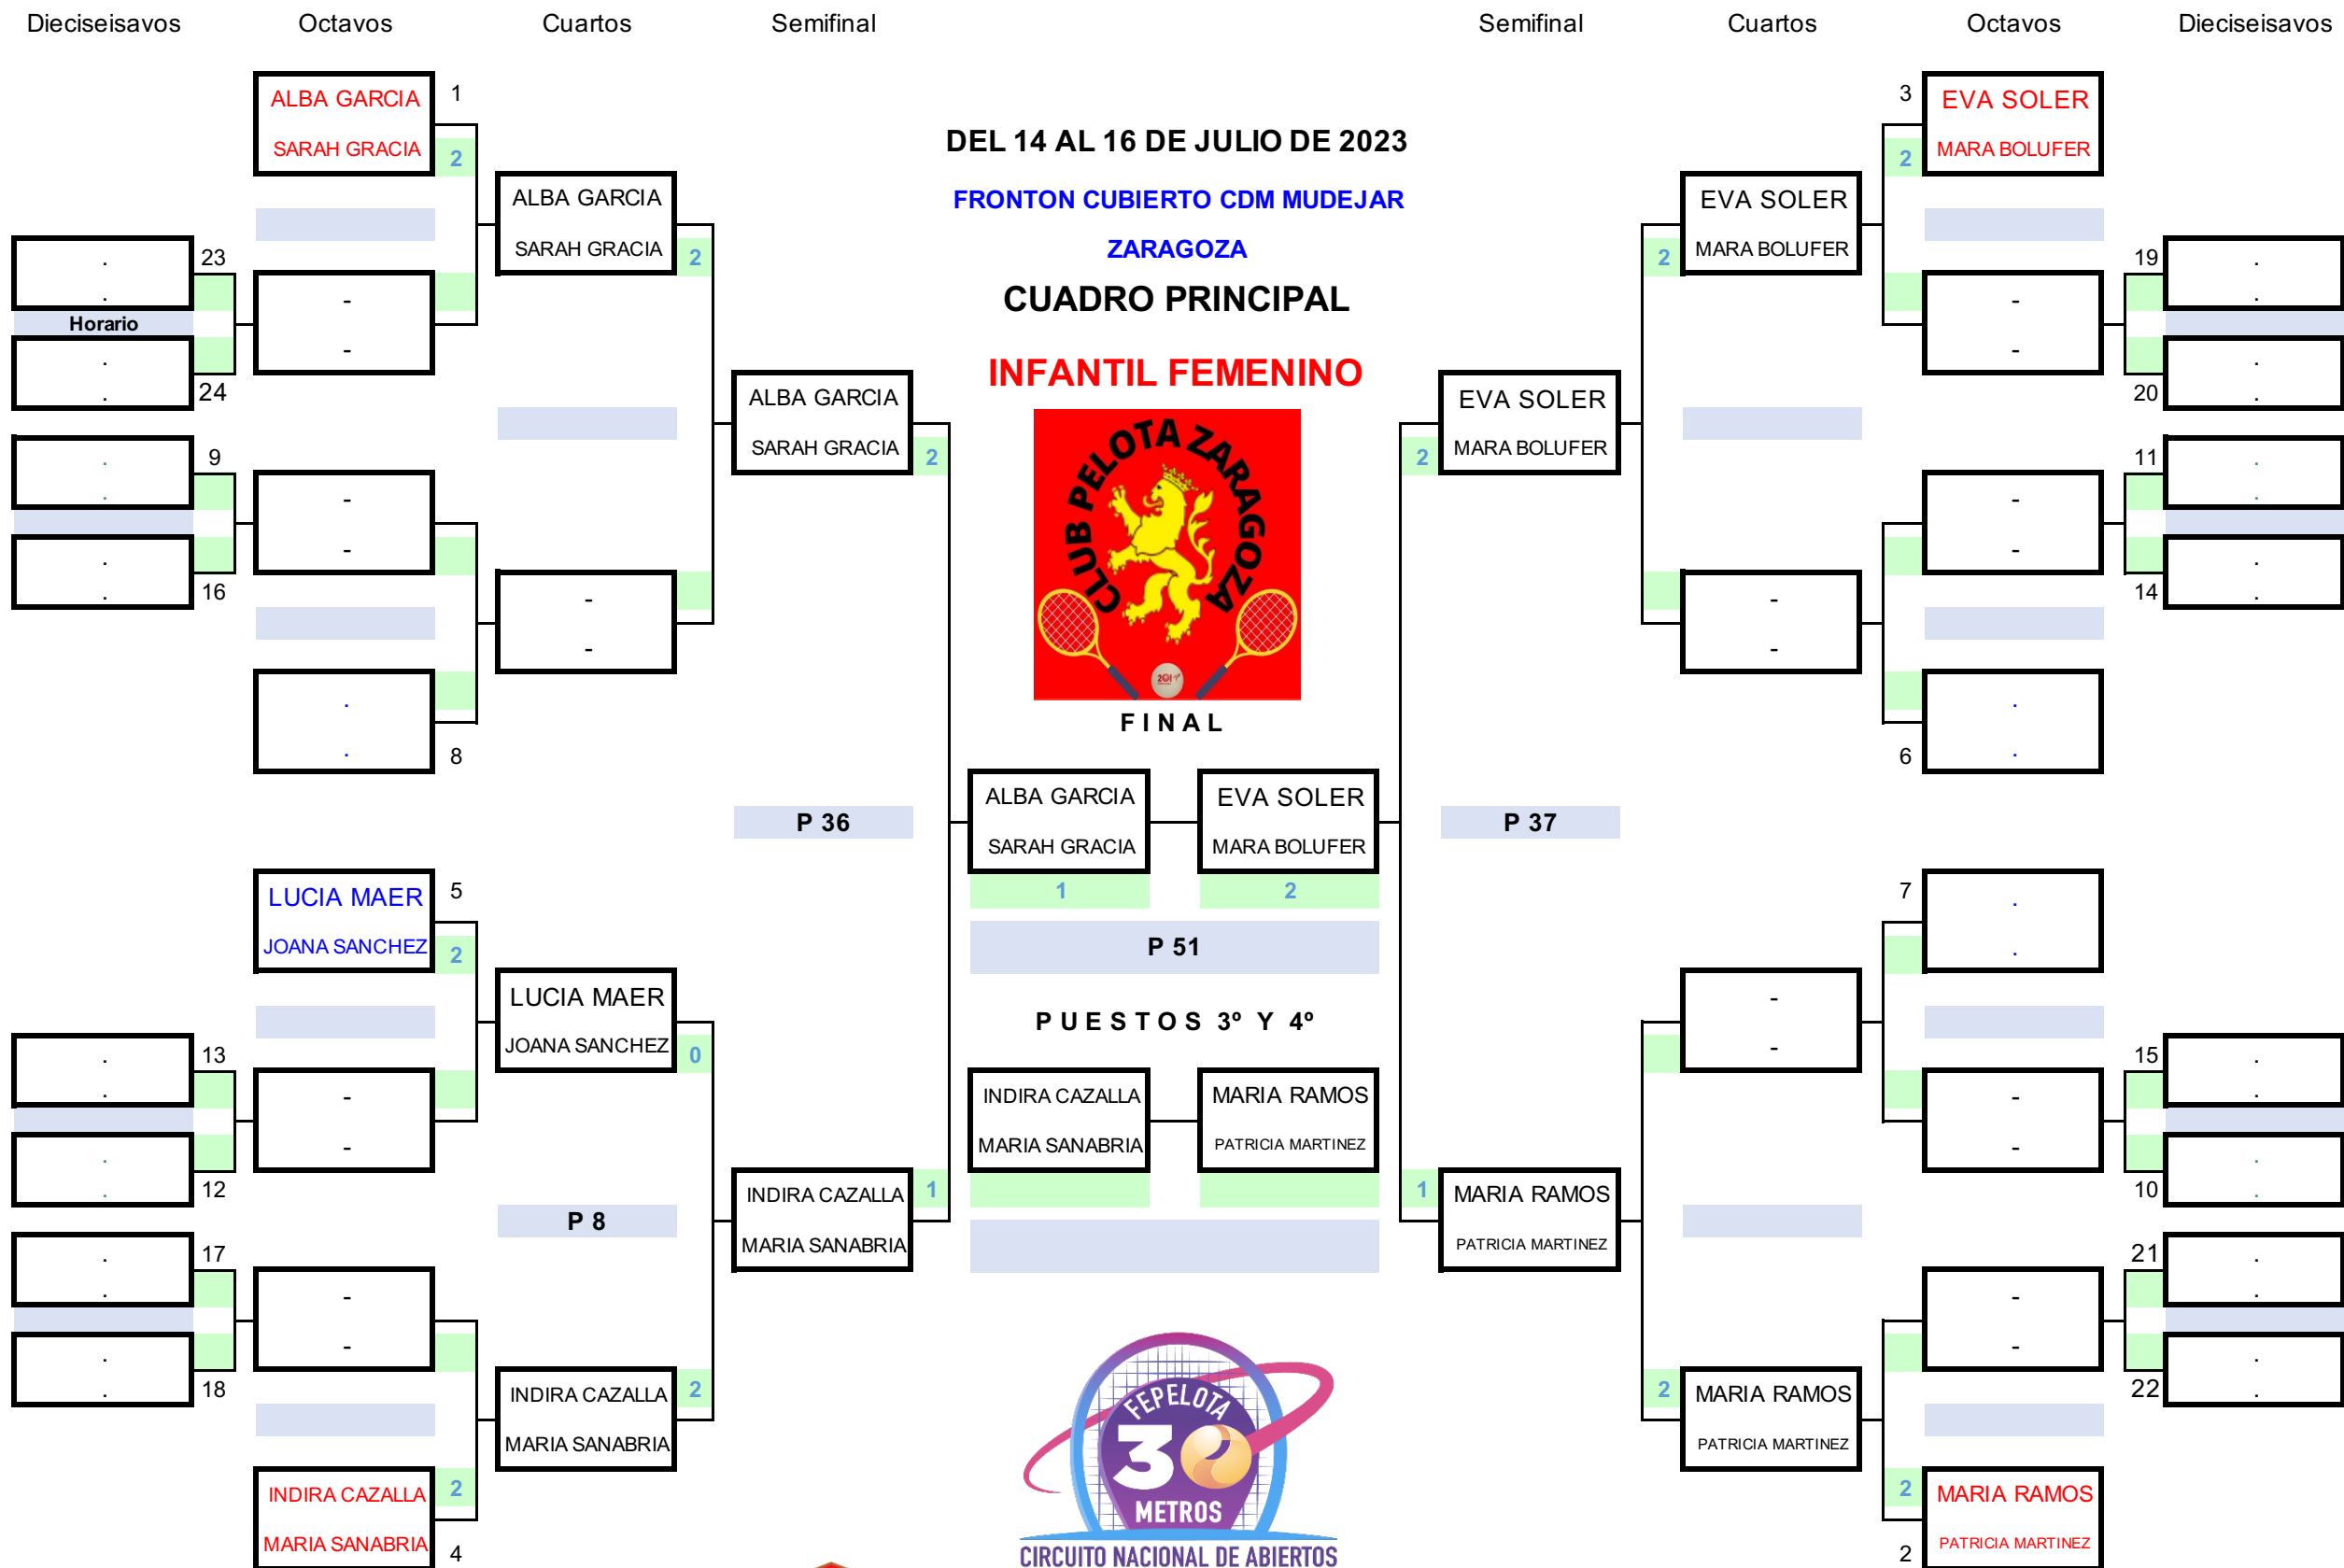 Dieciseisavos
Octavos
Cuartos
Semifinal
Semifinal
Cuartos
Octavos
Dieciseisavos
ALBA GARCIA
SARAH GRACIA
1
2
.
.
23
Horario
.
.
24
-
-
ALBA GARCIA
SARAH GRACIA
2
.
.
9
.
.
16
-
-
.
.
8
-
-
ALBA GARCIA
SARAH GRACIA
2
P 36
LUCIA MAER
JOANA SANCHEZ
5
2
.
.
13
.
.
12
-
-
LUCIA MAER
JOANA SANCHEZ
0
P 8
.
.
17
.
.
18
-
-
INDIRA CAZALLA
MARIA SANABRIA
2
4
INDIRA CAZALLA
MARIA SANABRIA
2
INDIRA CAZALLA
MARIA SANABRIA
1
DEL 14 AL 16 DE JULIO DE 2023
FRONTON CUBIERTO CDM MUDEJAR
ZARAGOZA
CUADRO PRINCIPAL
INFANTIL FEMENINO
CLUB PELOTA ZARAGOZA
201
FINAL
ALBA GARCIA
SARAH GRACIA
1
EVA SOLER
MARA BOLUFER
2
P 51
PUESTOS 3º Y 4º
INDIRA CAZALLA
MARIA SANABRIA
MARIA RAMOS
PATRICIA MARTINEZ
FEPELOTA
30
METROS
CIRCUITO NACIONAL DE ABIERTOS
EVA SOLER
MARA BOLUFER
2
P 37
MARIA RAMOS
PATRICIA MARTINEZ
1
EVA SOLER
MARA BOLUFER
2
-
-
-
-
MARIA RAMOS
PATRICIA MARTINEZ
2
3
EVA SOLER
MARA BOLUFER
2
-
-
19
.
.
20
.
.
-
-
11
.
.
14
.
.
6
.
.
7
.
.
-
-
15
.
.
10
.
.
-
-
21
.
.
22
.
.
2
MARIA RAMOS
PATRICIA MARTINEZ
2